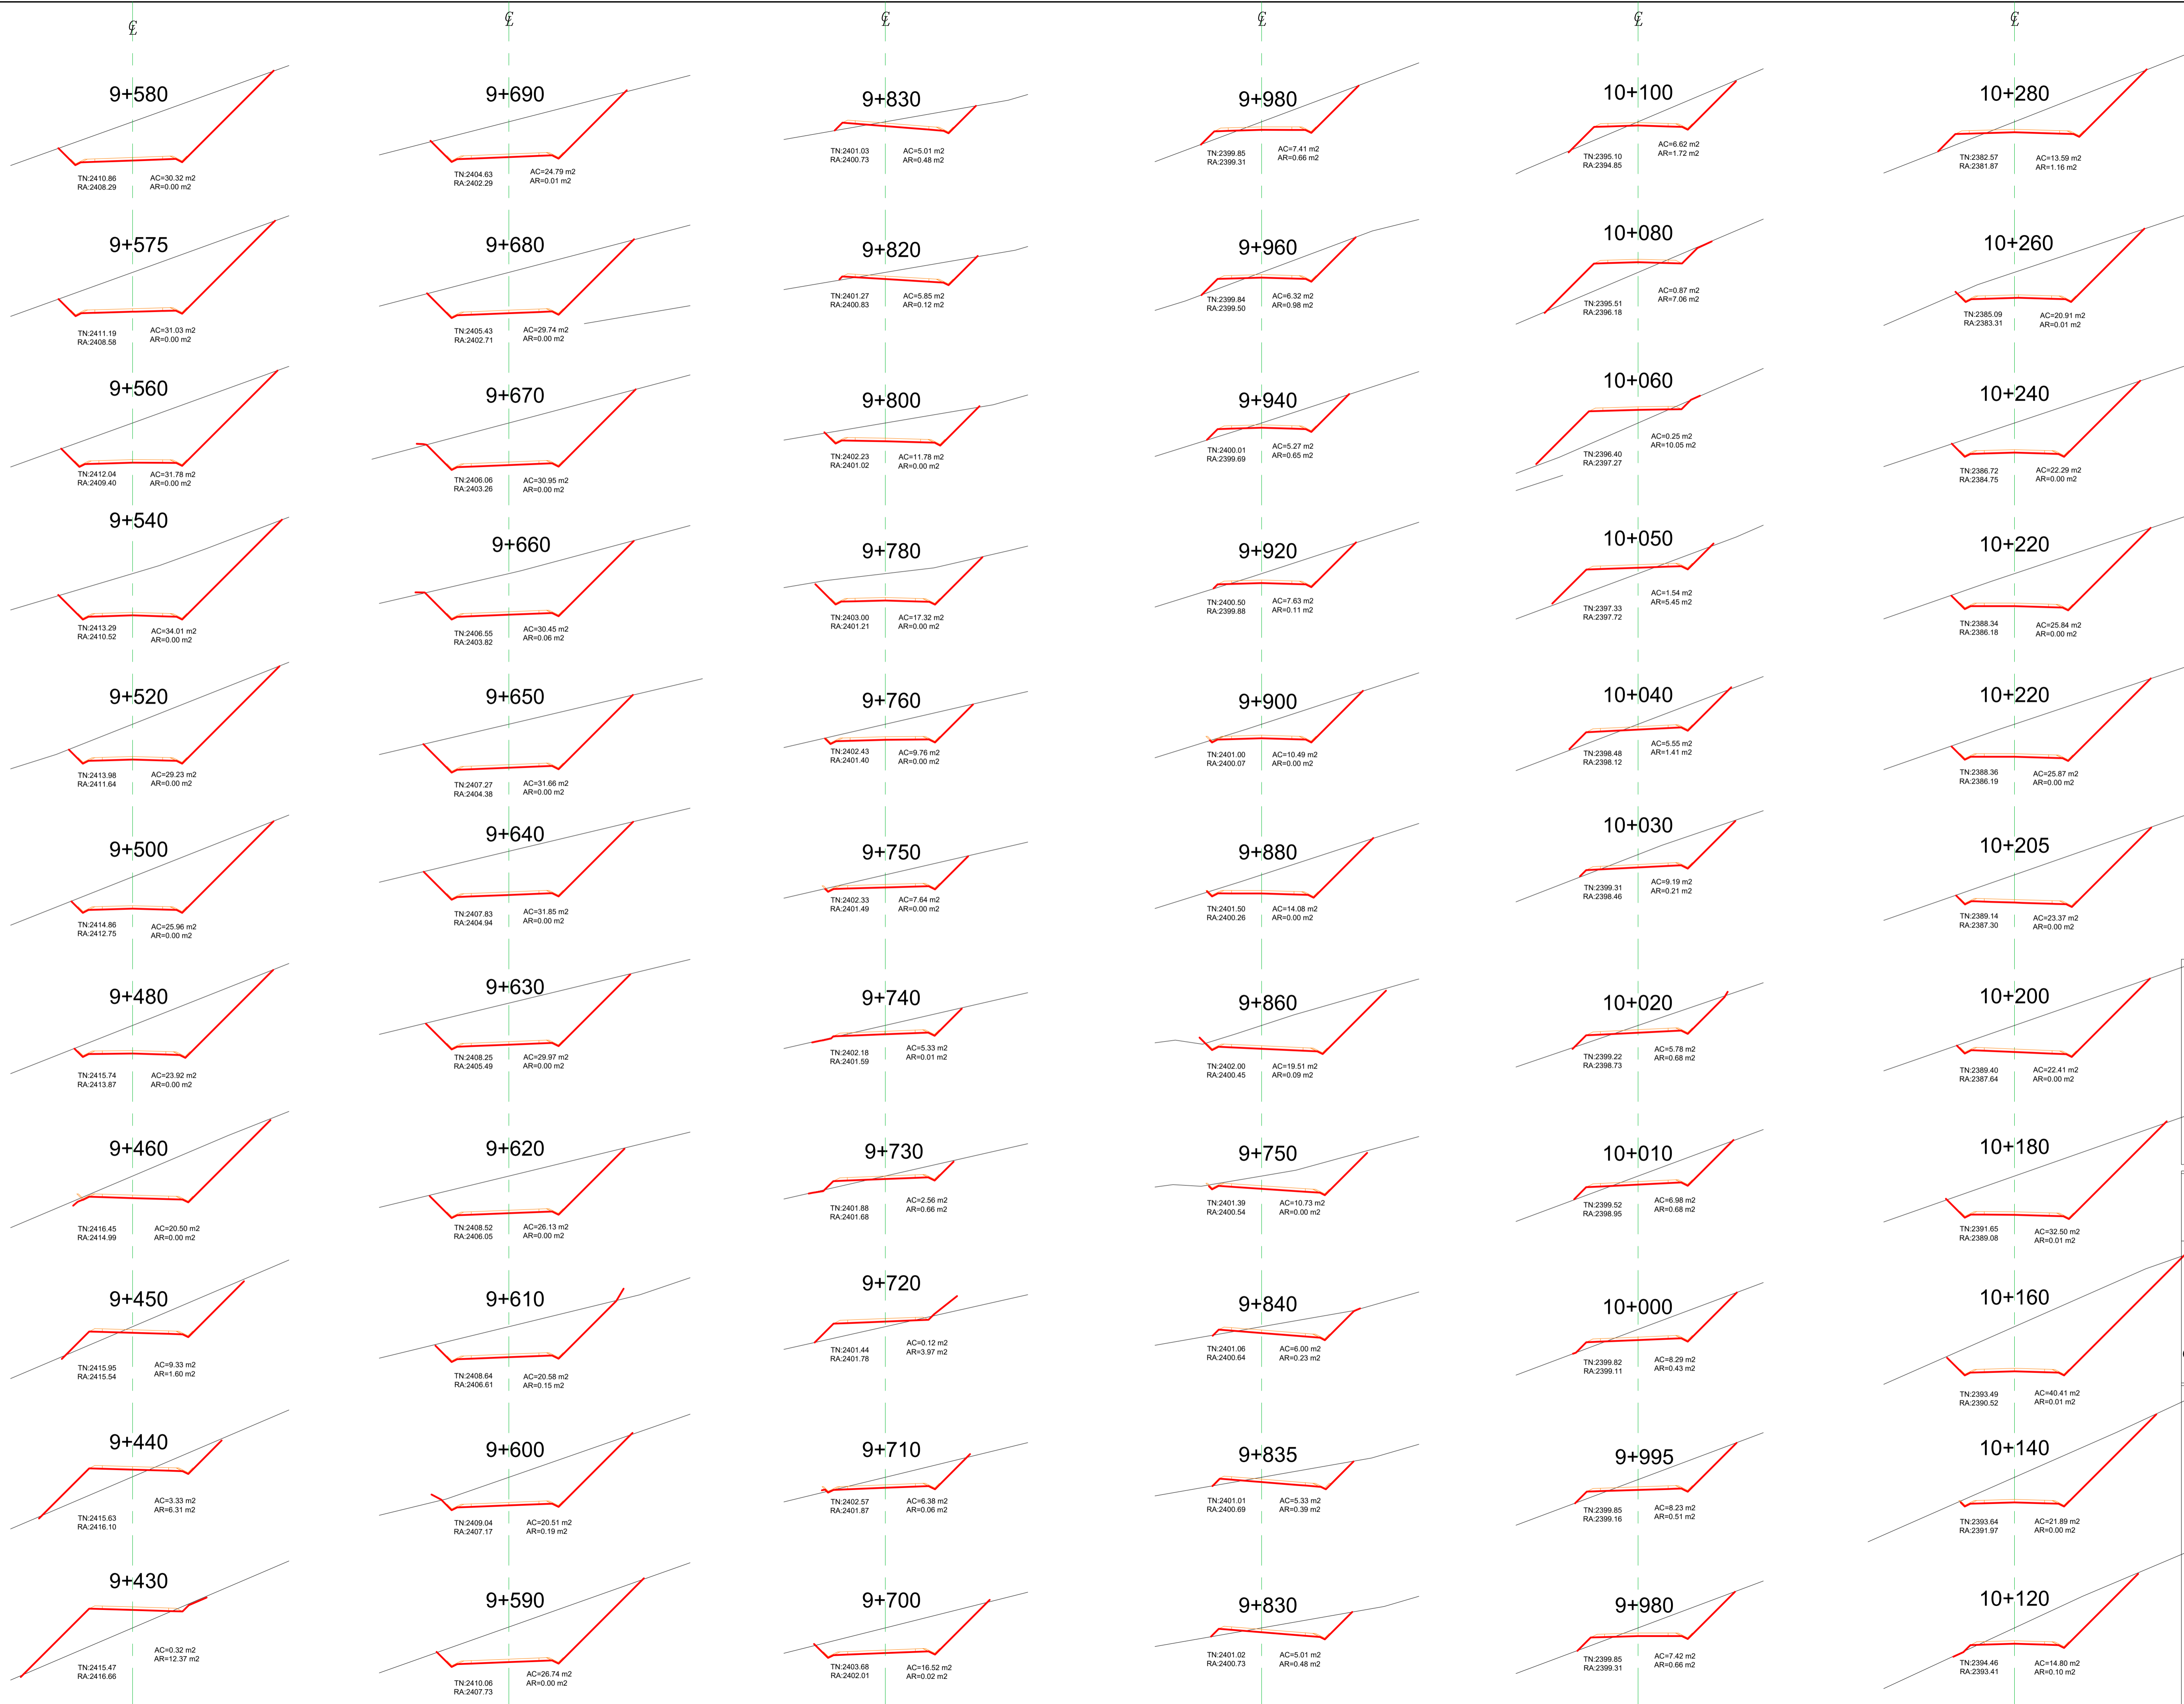 ℄
9+580
TN:2410.86 AC=30.32 m2
RA:2408.29 AR=0.00 m2
9+575
TN:2411.19 AC=31.03 m2
RA:2408.58 AR=0.00 m2
9+560
TN:2412.04 AC=31.78 m2
RA:2409.40 AR=0.00 m2
9+540
TN:2413.29 AC=34.01 m2
RA:2410.52 AR=0.00 m2
9+520
TN:2413.98 AC=29.23 m2
RA:2411.64 AR=0.00 m2
9+500
TN:2414.86 AC=25.96 m2
RA:2412.75 AR=0.00 m2
9+480
TN:2415.74 AC=23.92 m2
RA:2413.87 AR=0.00 m2
9+460
TN:2416.45 AC=20.50 m2
RA:2414.99 AR=0.00 m2
9+450
TN:2415.95 AC=9.33 m2
RA:2415.54 AR=1.60 m2
9+440
TN:2415.63 AC=3.33 m2
RA:2416.10 AR=6.31 m2
9+430
TN:2415.47 AC=0.32 m2
RA:2416.66 AR=12.37 m2
℄
9+690
TN:2404.63 AC=24.79 m2
RA:2402.29 AR=0.01 m2
9+680
TN:2405.43 AC=29.74 m2
RA:2402.71 AR=0.00 m2
9+670
TN:2406.06 AC=30.95 m2
RA:2403.26 AR=0.00 m2
9+660
TN:2406.55 AC=30.45 m2
RA:2403.82 AR=0.06 m2
9+650
TN:2407.27 AC=31.66 m2
RA:2404.38 AR=0.00 m2
9+640
TN:2407.83 AC=31.85 m2
RA:2404.94 AR=0.00 m2
9+630
TN:2408.25 AC=29.97 m2
RA:2405.49 AR=0.00 m2
9+620
TN:2408.52 AC=26.13 m2
RA:2406.05 AR=0.00 m2
9+610
TN:2408.64 AC=20.58 m2
RA:2406.61 AR=0.15 m2
9+600
TN:2409.04 AC=20.51 m2
RA:2407.17 AR=0.19 m2
9+590
TN:2410.06 AC=26.74 m2
RA:2407.73 AR=0.00 m2
℄
9+830
TN:2401.03 AC=5.01 m2
RA:2400.73 AR=0.48 m2
9+820
TN:2401.27 AC=5.85 m2
RA:2400.83 AR=0.12 m2
9+800
TN:2402.23 AC=11.78 m2
RA:2401.02 AR=0.00 m2
9+780
TN:2403.00 AC=17.32 m2
RA:2401.21 AR=0.00 m2
9+760
TN:2402.43 AC=9.76 m2
RA:2401.40 AR=0.00 m2
9+750
TN:2402.33 AC=7.64 m2
RA:2401.49 AR=0.00 m2
9+740
TN:2402.18 AC=5.33 m2
RA:2401.59 AR=0.01 m2
9+730
TN:2401.88 AC=2.56 m2
RA:2401.68 AR=0.66 m2
9+720
TN:2401.44 AC=0.12 m2
RA:2401.78 AR=3.97 m2
9+710
TN:2402.57 AC=6.38 m2
RA:2401.87 AR=0.06 m2
9+700
TN:2403.68 AC=16.52 m2
RA:2402.01 AR=0.02 m2
℄
9+980
TN:2399.85 AC=7.41 m2
RA:2399.31 AR=0.66 m2
9+960
TN:2399.84 AC=6.32 m2
RA:2399.50 AR=0.98 m2
9+940
TN:2400.01 AC=5.27 m2
RA:2399.69 AR=0.65 m2
9+920
TN:2400.50 AC=7.63 m2
RA:2399.88 AR=0.11 m2
9+900
TN:2401.00 AC=10.49 m2
RA:2400.07 AR=0.00 m2
9+880
TN:2401.50 AC=14.08 m2
RA:2400.26 AR=0.00 m2
9+860
TN:2402.00 AC=19.51 m2
RA:2400.45 AR=0.09 m2
9+750
TN:2401.39 AC=10.73 m2
RA:2400.54 AR=0.00 m2
9+840
TN:2401.06 AC=6.00 m2
RA:2400.64 AR=0.23 m2
9+835
TN:2401.01 AC=5.33 m2
RA:2400.69 AR=0.39 m2
9+830
TN:2401.02 AC=5.01 m2
RA:2400.73 AR=0.48 m2
℄
10+100
TN:2395.10 AC=6.62 m2
RA:2394.85 AR=1.72 m2
10+080
TN:2395.51 AC=0.87 m2
RA:2396.18 AR=7.06 m2
10+060
TN:2396.40 AC=0.25 m2
RA:2397.27 AR=10.05 m2
10+050
TN:2397.33 AC=1.54 m2
RA:2397.72 AR=5.45 m2
10+040
TN:2398.48 AC=5.55 m2
RA:2398.12 AR=1.41 m2
10+030
TN:2399.31 AC=9.19 m2
RA:2398.46 AR=0.21 m2
10+020
TN:2399.22 AC=5.78 m2
RA:2398.73 AR=0.68 m2
10+010
TN:2399.52 AC=6.98 m2
RA:2398.95 AR=0.68 m2
10+000
TN:2399.82 AC=8.29 m2
RA:2399.11 AR=0.43 m2
9+995
TN:2399.85 AC=8.23 m2
RA:2399.16 AR=0.51 m2
9+980
TN:2399.85 AC=7.42 m2
RA:2399.31 AR=0.66 m2
℄
10+280
TN:2382.57 AC=13.59 m2
RA:2381.87 AR=1.16 m2
10+260
TN:2385.09 AC=20.91 m2
RA:2383.31 AR=0.01 m2
10+240
TN:2386.72 AC=22.29 m2
RA:2384.75 AR=0.00 m2
10+220
TN:2388.34 AC=25.84 m2
RA:2386.18 AR=0.00 m2
10+220
TN:2388.36 AC=25.87 m2
RA:2386.19 AR=0.00 m2
10+205
TN:2389.14 AC=23.37 m2
RA:2387.30 AR=0.00 m2
10+200
TN:2389.40 AC=22.41 m2
RA:2387.64 AR=0.00 m2
10+180
TN:2391.65 AC=32.50 m2
RA:2389.08 AR=0.01 m2
10+160
TN:2393.49 AC=40.41 m2
RA:2390.52 AR=0.01 m2
10+140
TN:2393.64 AC=21.89 m2
RA:2391.97 AR=0.00 m2
10+120
TN:2394.46 AC=14.80 m2
RA:2393.41 AR=0.10 m2